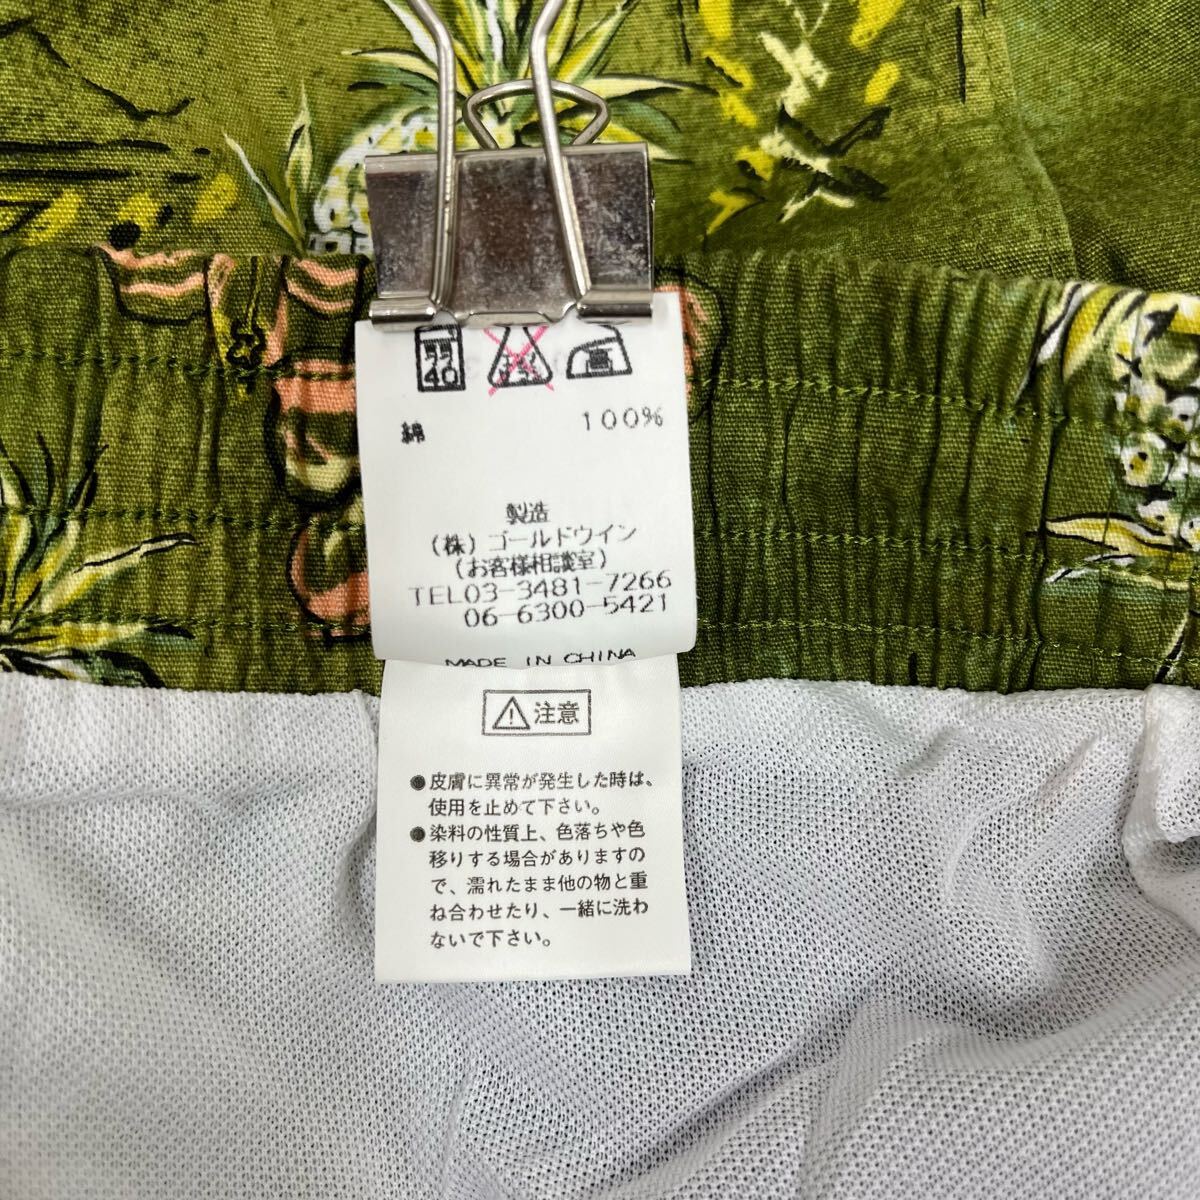 40
綿 100%
製造
(株)ゴールドウイン
(お客様相談室)
TEL03-3481-7266
06-6300-5421
MADE IN CHINA
注意
●皮膚に異常が発生した時は、
使用を止めて下さい。
●染料の性質上、色落ちや色
移りする場合がありますの
で、濡れたまま他の物と重
ね合わせたり、一緒に洗わ
ないで下さい。